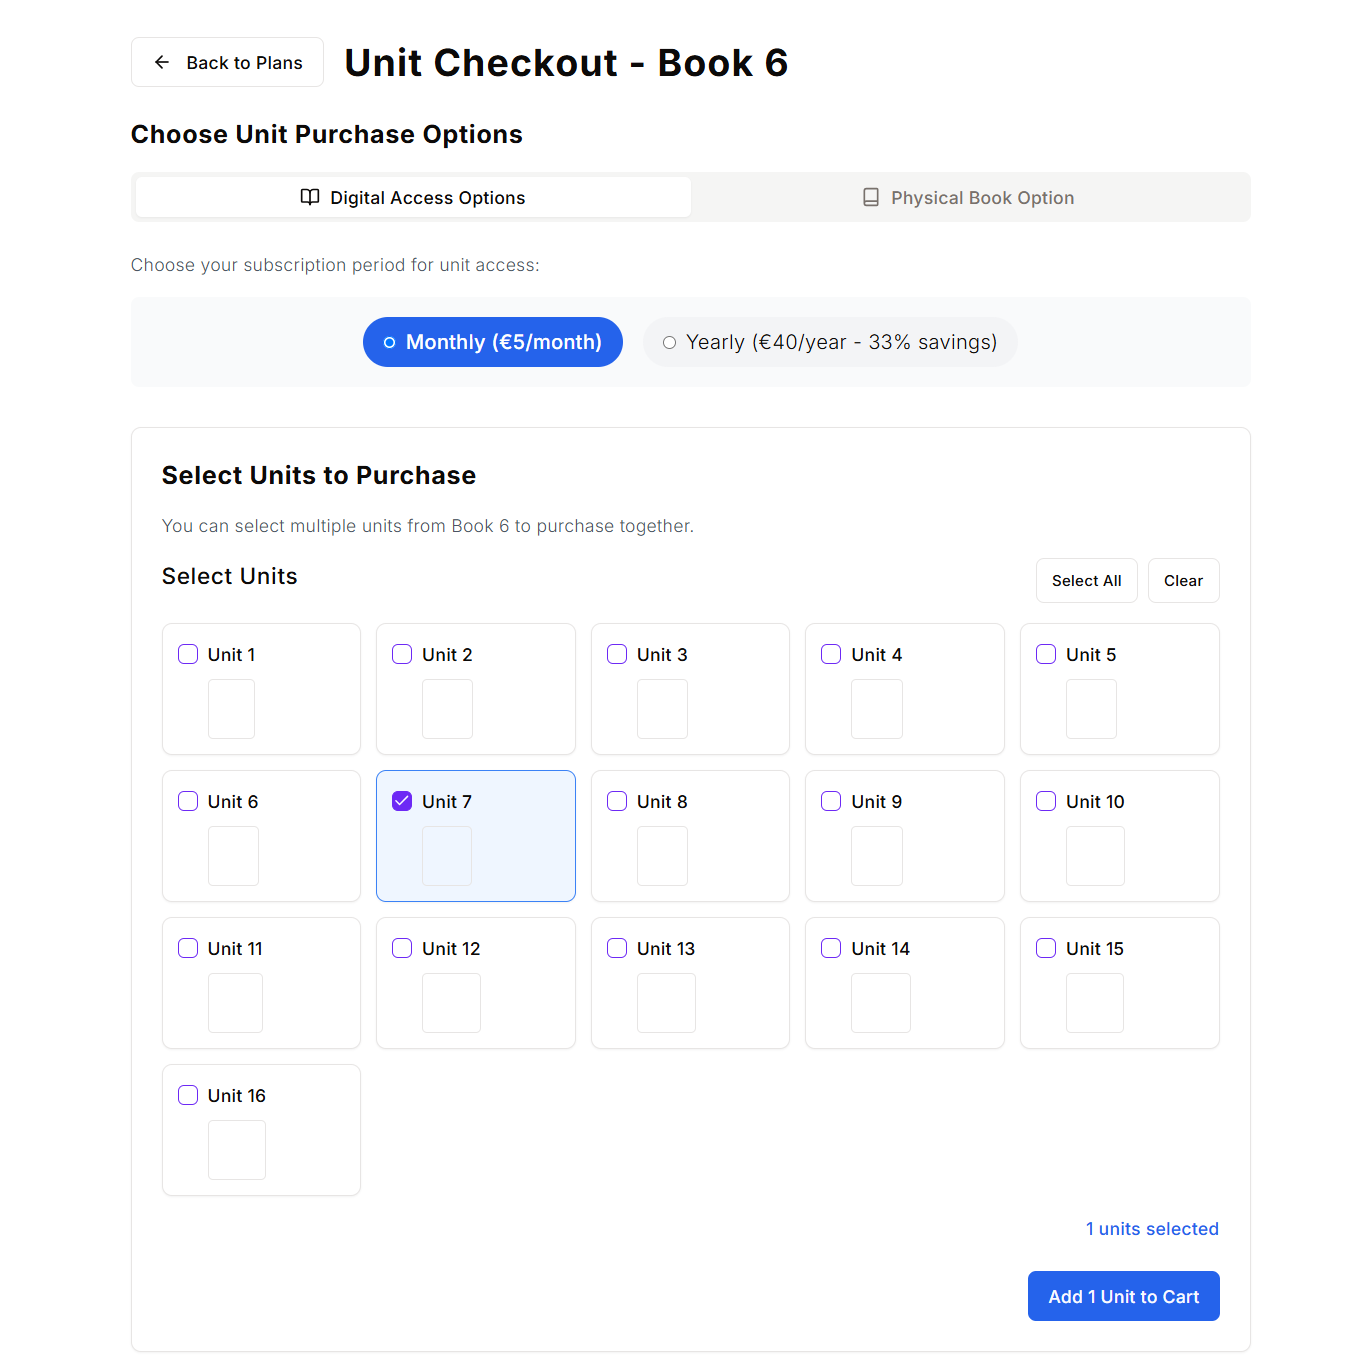 Back to Plans
Unit Checkout - Book 6
Choose Unit Purchase Options
Digital Access Options
Physical Book Option
Choose your subscription period for unit access:
Monthly (€5/month)
Yearly (€40/year - 33% savings)
Select Units to Purchase
You can select multiple units from Book 6 to purchase together.
Select Units
Select All
Clear
Unit 1
Unit 2
Unit 3
Unit 4
Unit 5
Unit 6
Unit 7
Unit 8
Unit 9
Unit 10
Unit 11
Unit 12
Unit 13
Unit 14
Unit 15
Unit 16
1 units selected
Add 1 Unit to Cart